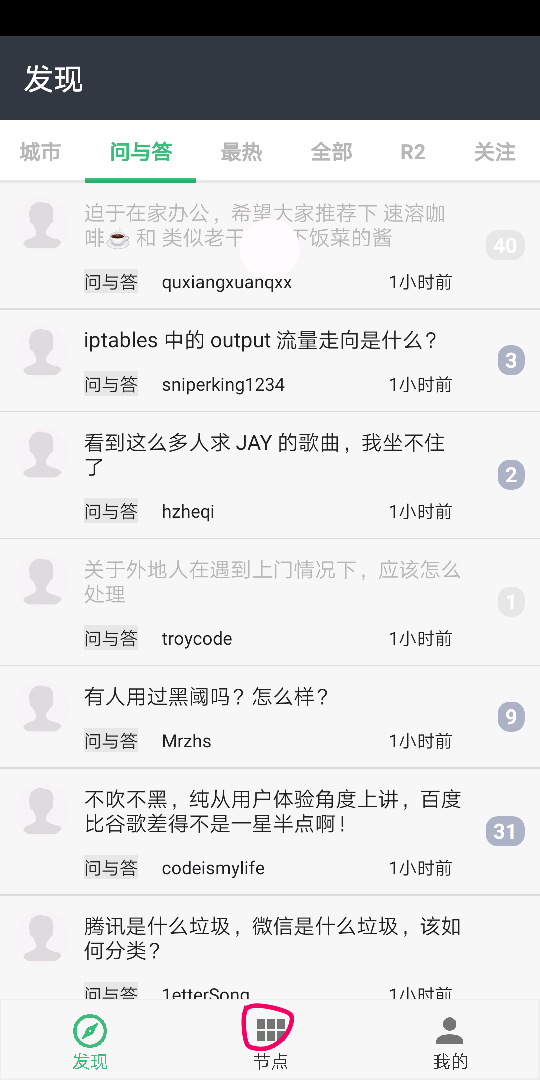 发现
城市 问与答 最热 全部 R2 关注
迫于在家办公，希望大家推荐下 速溶咖
啡☕ 和 类似老干 下饭菜的酱
40
问与答 quxiangxuanqxx 1小时前
iptables 中的 output 流量走向是什么？
3
问与答 sniperking1234 1小时前
看到这么多人求 JAY 的歌曲，我坐不住
了
2
问与答 hzheqi 1小时前
关于外地人在遇到上门情况下，应该怎么
处理
1
问与答 troycode 1小时前
有人用过黑阈吗？怎么样？
9
问与答 Mrzhs 1小时前
不吹不黑，纯从用户体验角度上讲，百度
比谷歌差得不是一星半点啊！
31
问与答 codeismylife 1小时前
腾讯是什么垃圾，微信是什么垃圾，该如
何分类？
问与答 1etterSong 1小时前
发现 节点 我的